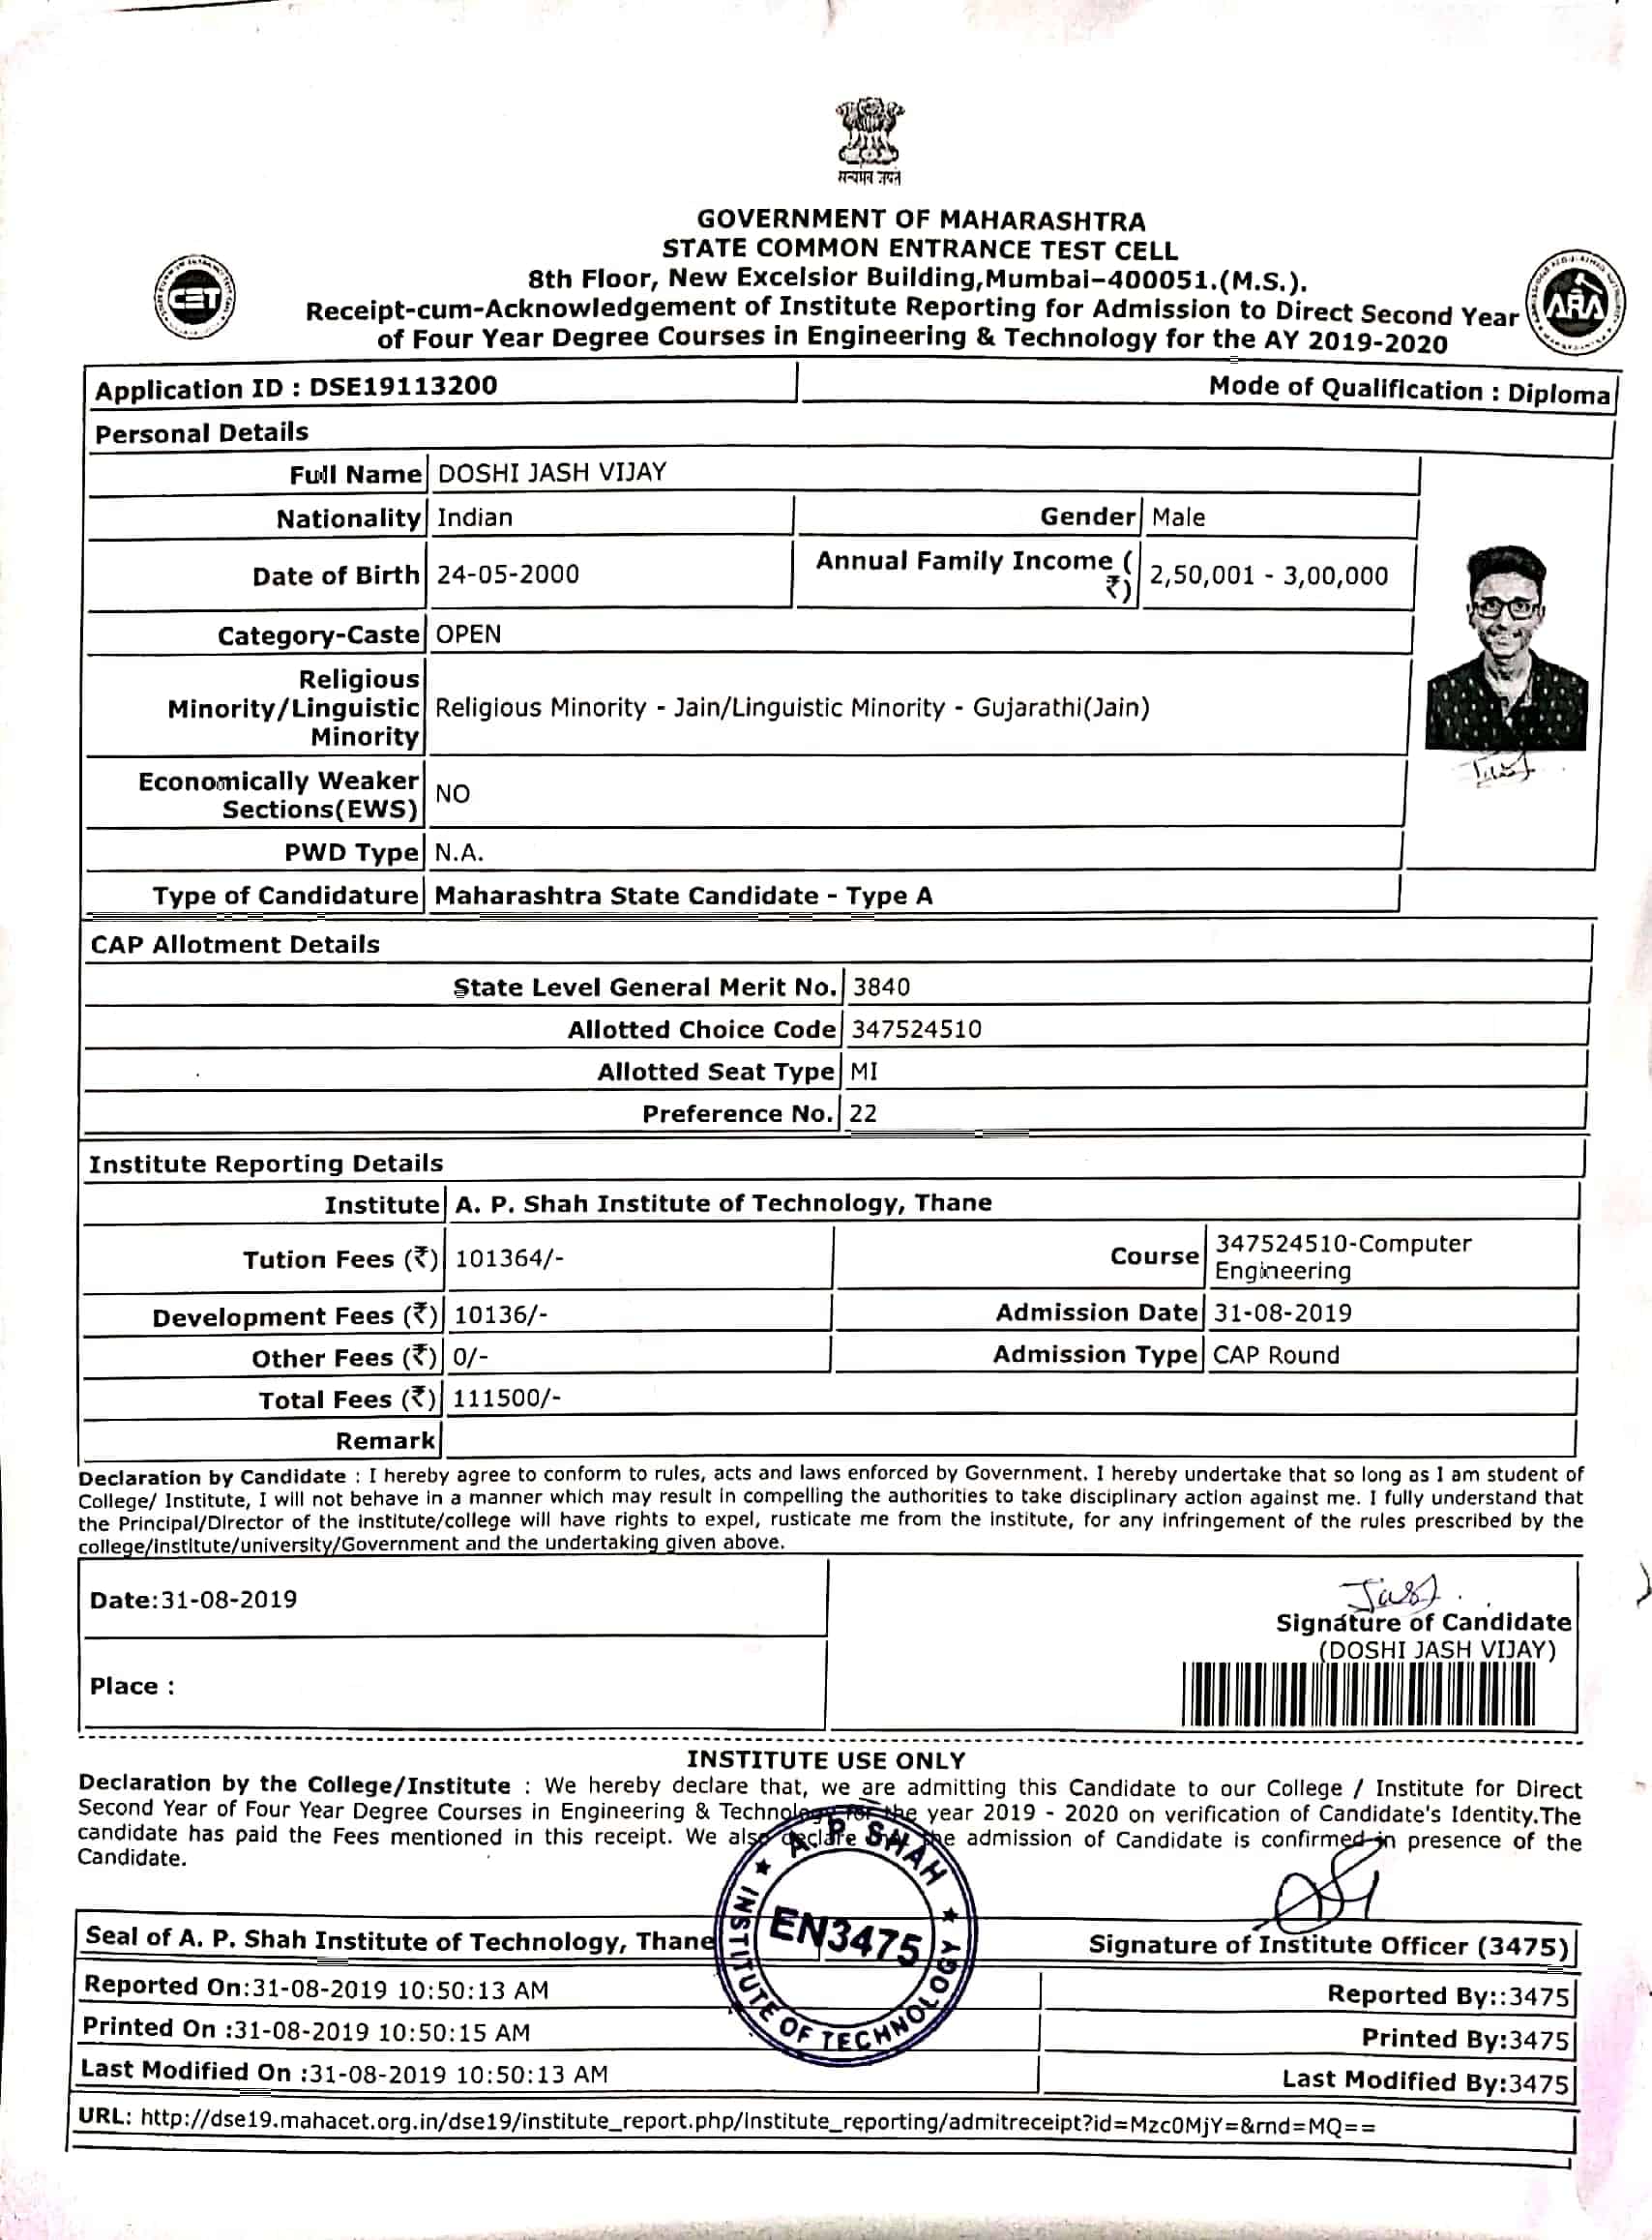 सत्यमेव जयते
GOVERNMENT OF MAHARASHTRA
STATE COMMON ENTRANCE TEST CELL
8th Floor, New Excelsior Building,Mumbai-400051.(M.S.).
Receipt-cum-Acknowledgement of Institute Reporting for Admission to Direct Second Year
of Four Year Degree Courses in Engineering & Technology for the AY 2019-2020
CET
ARA
Application ID : DSE19113200 Mode of Qualification : Diploma
Personal Details
Full Name DOSHI JASH VIJAY
Nationality Indian Gender Male
Date of Birth 24-05-2000 Annual Family Income (
₹) 2,50,001 - 3,00,000
Category-Caste OPEN
Religious
Minority/Linguistic Religious Minority - Jain/Linguistic Minority - Gujarathi(Jain)
Minority
Economically Weaker
Sections(EWS) NO
PWD Type N.A.
Type of Candidature Maharashtra State Candidate - Type A
CAP Allotment Details
State Level General Merit No. 3840
Allotted Choice Code 347524510
Allotted Seat Type MI
Preference No. 22
Institute Reporting Details
Institute A. P. Shah Institute of Technology, Thane
Tution Fees (₹) 101364/- Course 347524510-Computer
Engineering
Development Fees (₹) 10136/- Admission Date 31-08-2019
Other Fees (₹) 0/- Admission Type CAP Round
Total Fees (₹) 111500/-
Remark
Declaration by Candidate : I hereby agree to conform to rules, acts and laws enforced by Government. I hereby undertake that so long as I am student of
College/ Institute, I will not behave in a manner which may result in compelling the authorities to take disciplinary action against me. I fully understand that
the Principal/Director of the institute/college will have rights to expel, rusticate me from the institute, for any infringement of the rules prescribed by the
college/institute/university/Government and the undertaking given above.
Date:31-08-2019
Jash
Signature of Candidate
(DOSHI JASH VIJAY)
Place :
INSTITUTE USE ONLY
Declaration by the College/Institute : We hereby declare that, we are admitting this Candidate to our College / Institute for Direct
Second Year of Four Year Degree Courses in Engineering & Technology for the year 2019 - 2020 on verification of Candidate's Identity.The
candidate has paid the Fees mentioned in this receipt. We also declare the admission of Candidate is confirmed in presence of the
Candidate.
A. P. SHAH INSTITUTE OF TECHNOLOGY
EN3475
Seal of A. P. Shah Institute of Technology, Thane Signature of Institute Officer (3475)
Reported On:31-08-2019 10:50:13 AM Reported By::3475
Printed On :31-08-2019 10:50:15 AM Printed By:3475
Last Modified On :31-08-2019 10:50:13 AM Last Modified By:3475
URL: http://dse19.mahacet.org.in/dse19/institute_report.php/institute_reporting/admitreceipt?id=Mzc0MjY=&rnd=MQ==